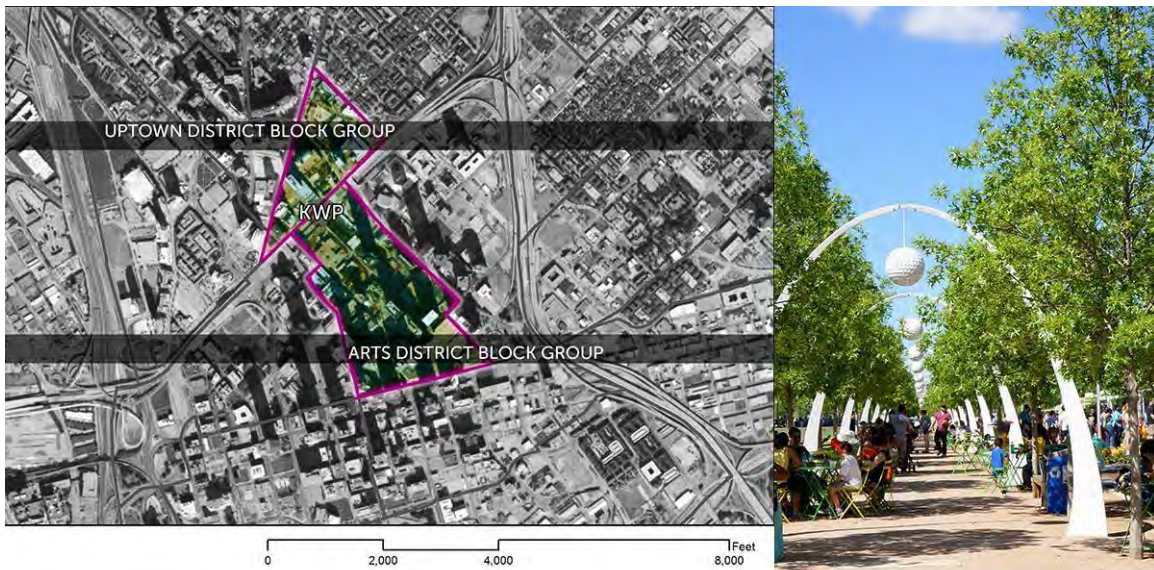 UPTOWN DISTRICT BLOCK GROUP
KWP
ARTS DISTRICT BLOCK GROUP
0 2,000 4,000 8,000 Feet